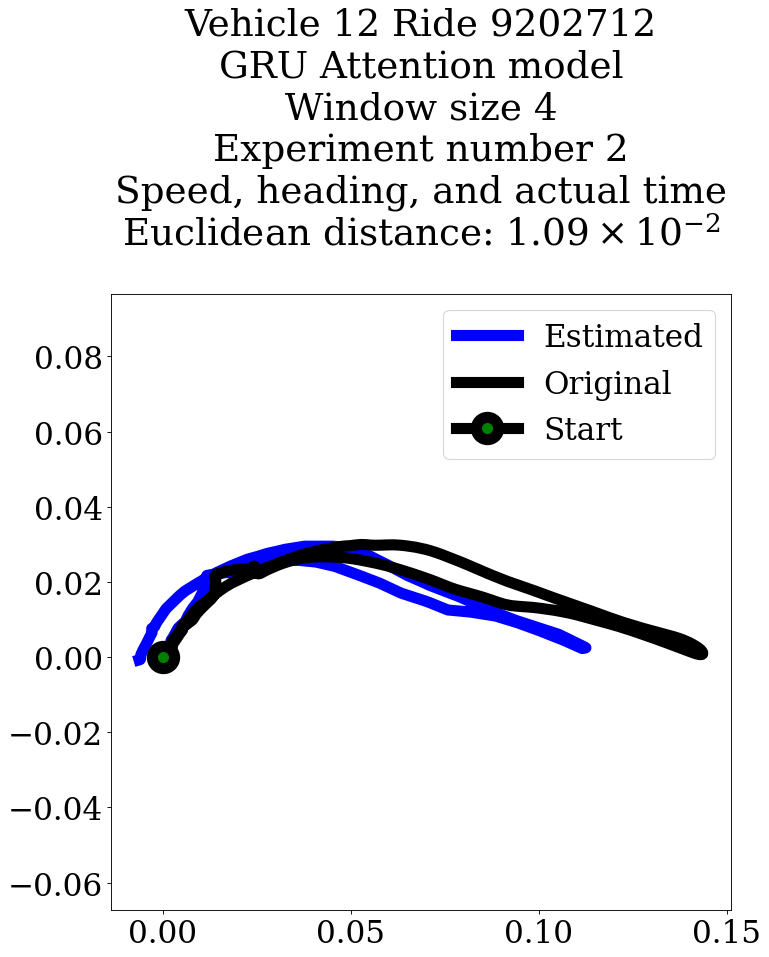 Vehicle 12 Ride 9202712
GRU Attention model
Window size 4
Experiment number 2
Speed, heading, and actual time
Euclidean distance: 1.09 × 10⁻²
Estimated
Original
Start
0.08
0.06
0.04
0.02
0.00
−0.02
−0.04
−0.06
0.00 0.05 0.10 0.15